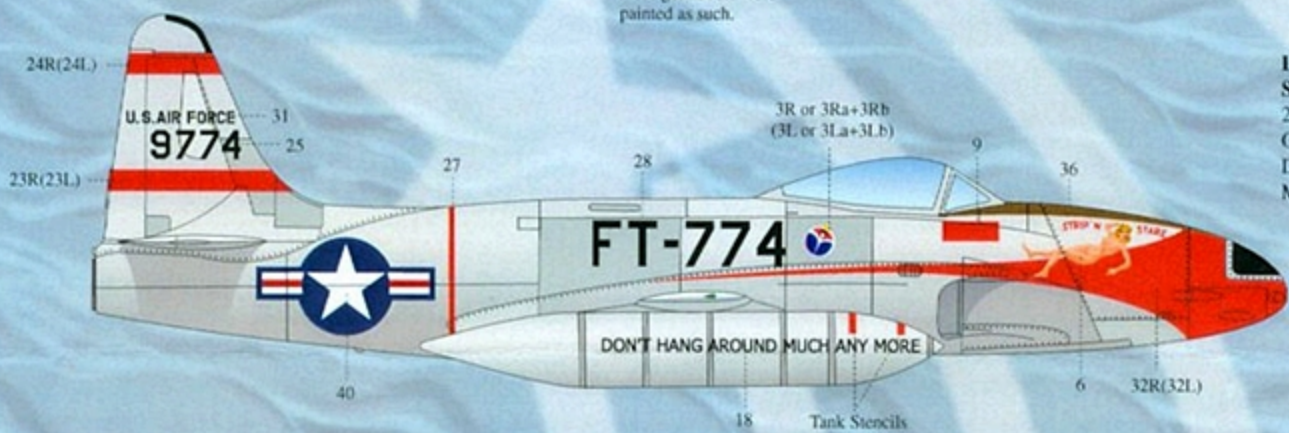 painted as such.
24R(24L)
U.S.AIR FORCE
31
9774
25
23R(23L)
27
28
3R or 3Ra+3Rb
(3L or 3La+3Lb)
9
36
STRIP 'N STARE
FT-774
DON'T HANG AROUND MUCH ANY MORE
40
18
Tank Stencils
6
32R(32L)